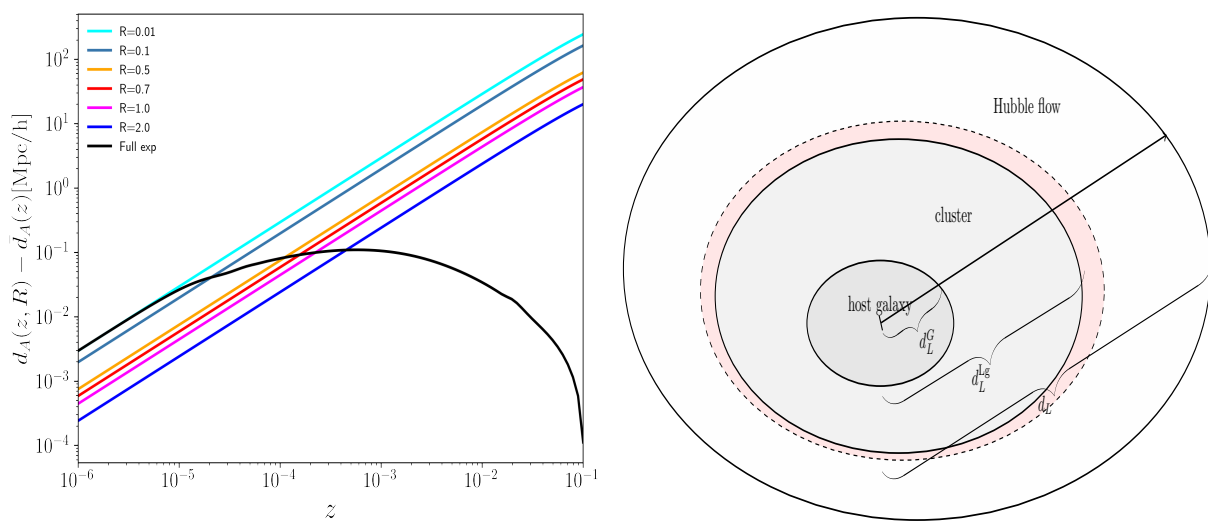 R=0.01
R=0.1
R=0.5
R=0.7
R=1.0
R=2.0
Full exp
d_A(z, R) − d_A(z)[Mpc/h]
10^2
10^1
10^0
10^{-1}
10^{-2}
10^{-3}
10^{-4}
10^{-6}
10^{-5}
10^{-4}
10^{-3}
10^{-2}
10^{-1}
z
Hubble flow
cluster
host galaxy
d_L^G
d_L^{Lg}
d_L